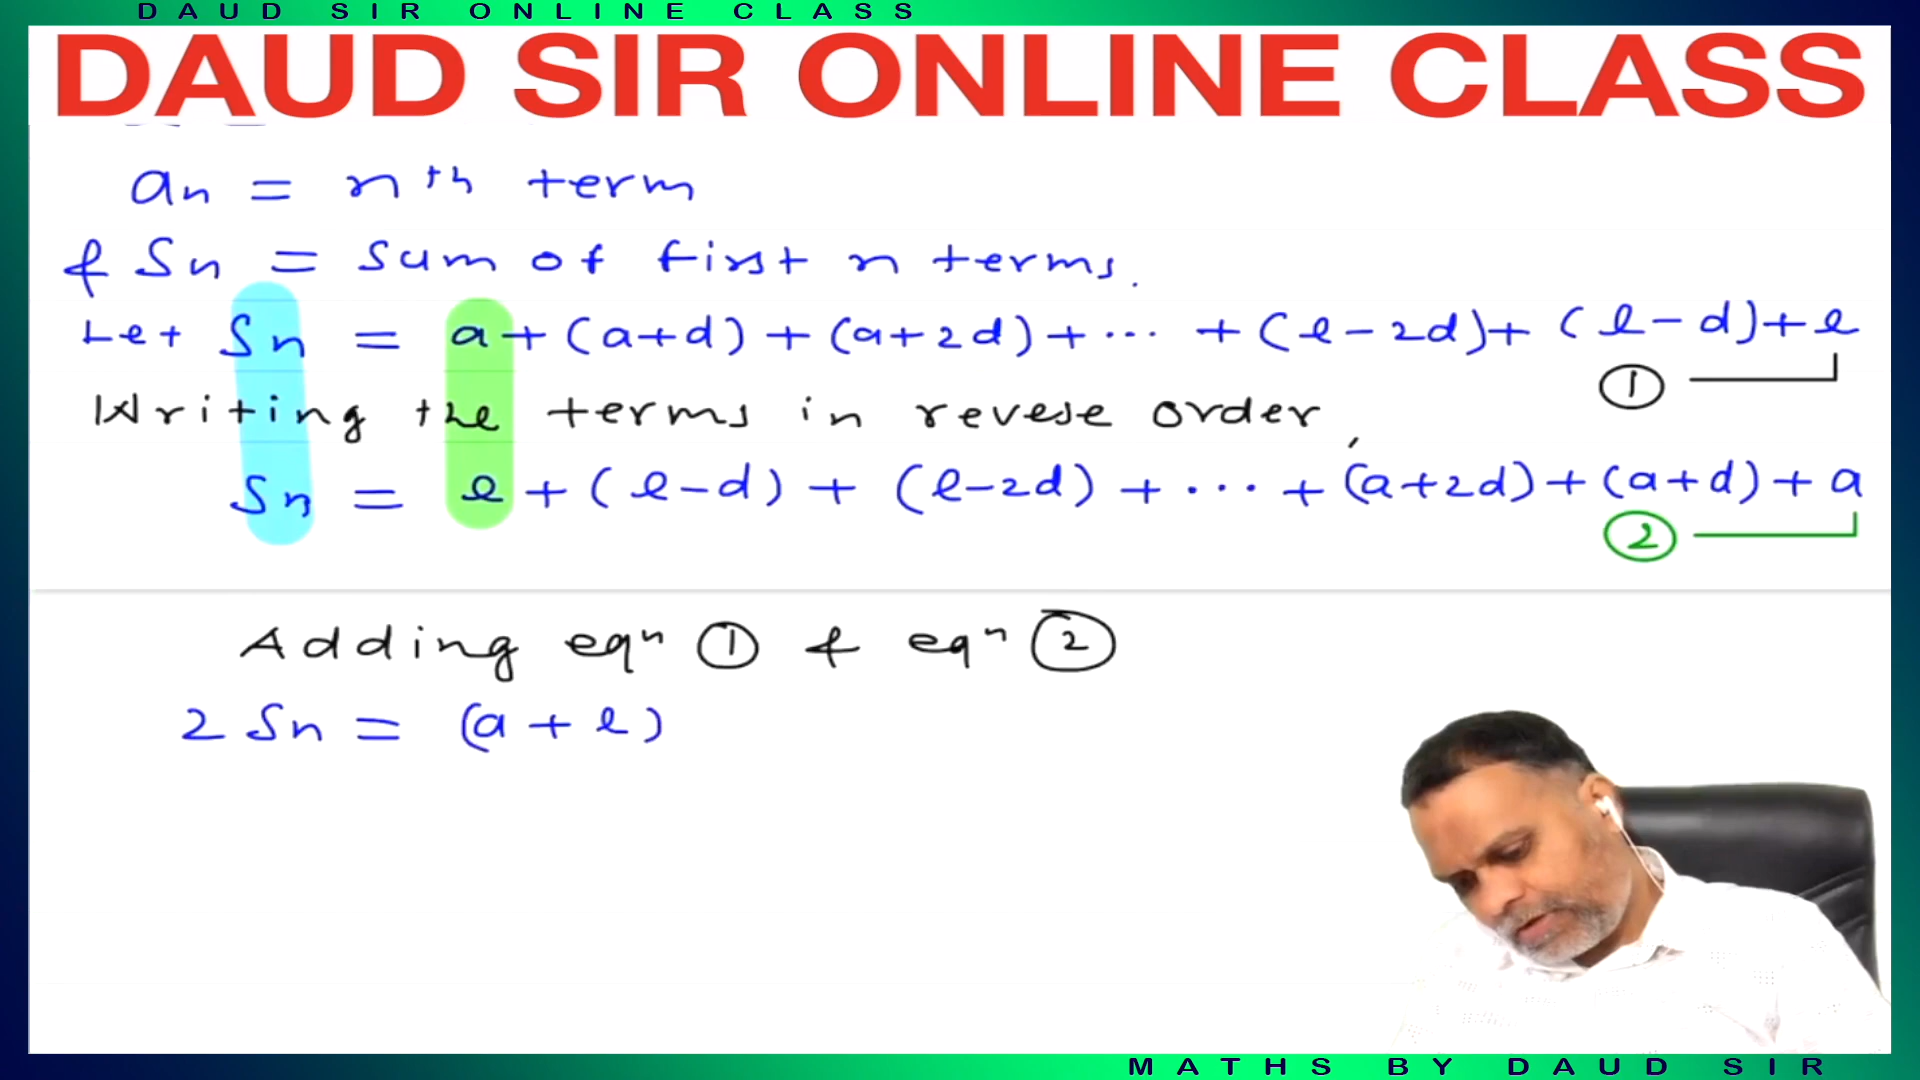 DAUD SIR ONLINE CLASS
DAUD SIR ONLINE CLASS
an = nth term
& Sn = sum of first n terms.
Let Sn = a + (a+d) + (a+2d) + ... + (l-2d) + (l-d) + l
①
Writing the terms in revese order,
Sn = l + (l-d) + (l-2d) + ... + (a+2d) + (a+d) + a
②
Adding eqn ① & eqn ②
2 Sn = (a + l)
MATHS BY DAUD SIR